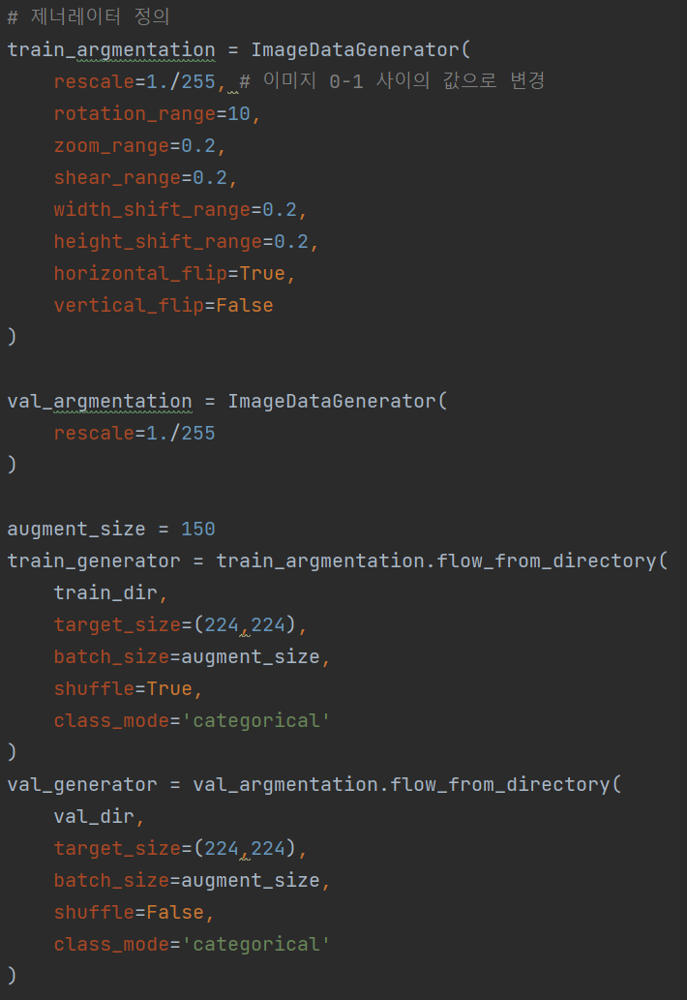 # 제너레이터 정의
train_argmentation = ImageDataGenerator(
    rescale=1./255, # 이미지 0-1 사이의 값으로 변경
    rotation_range=10,
    zoom_range=0.2,
    shear_range=0.2,
    width_shift_range=0.2,
    height_shift_range=0.2,
    horizontal_flip=True,
    vertical_flip=False
)

val_argmentation = ImageDataGenerator(
    rescale=1./255
)

augment_size = 150
train_generator = train_argmentation.flow_from_directory(
    train_dir,
    target_size=(224,224),
    batch_size=augment_size,
    shuffle=True,
    class_mode='categorical'
)
val_generator = val_argmentation.flow_from_directory(
    val_dir,
    target_size=(224,224),
    batch_size=augment_size,
    shuffle=False,
    class_mode='categorical'
)